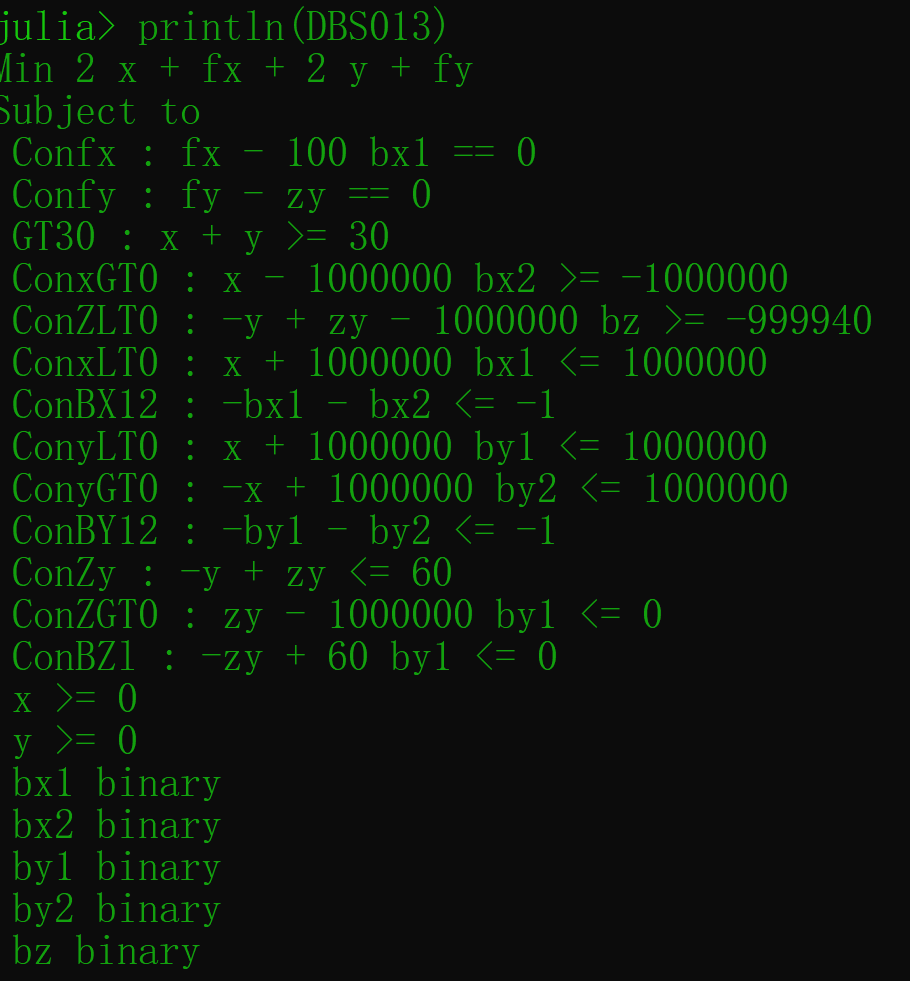 julia> println(DBS013)
Min 2 x + fx + 2 y + fy
Subject to
Confx : fx - 100 bx1 == 0
Confy : fy - zy == 0
GT30 : x + y >= 30
ConxGT0 : x - 1000000 bx2 >= -1000000
ConZLT0 : -y + zy - 1000000 bz >= -999940
ConxLT0 : x + 1000000 bx1 <= 1000000
ConBX12 : -bx1 - bx2 <= -1
ConyLT0 : x + 1000000 by1 <= 1000000
ConyGT0 : -x + 1000000 by2 <= 1000000
ConBY12 : -by1 - by2 <= -1
ConZy : -y + zy <= 60
ConZGT0 : zy - 1000000 by1 <= 0
ConBZl : -zy + 60 by1 <= 0
x >= 0
y >= 0
bx1 binary
bx2 binary
by1 binary
by2 binary
bz binary